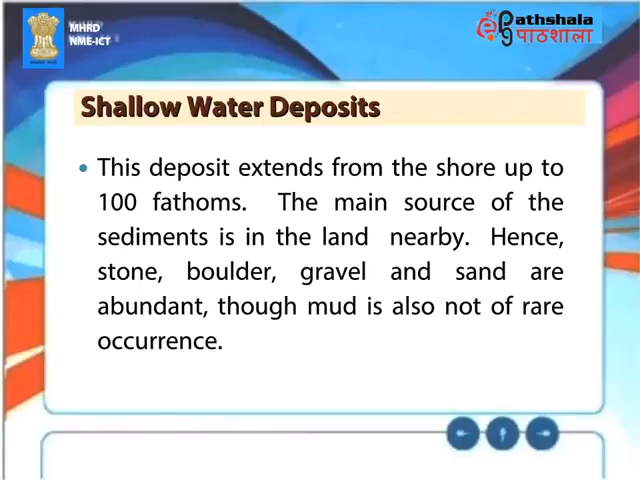 MHRD
NME-ICT
ePathshala
पाठशाला
Shallow Water Deposits
• This deposit extends from the shore up to
100 fathoms. The main source of the
sediments is in the land nearby. Hence,
stone, boulder, gravel and sand are
abundant, though mud is also not of rare
occurrence.